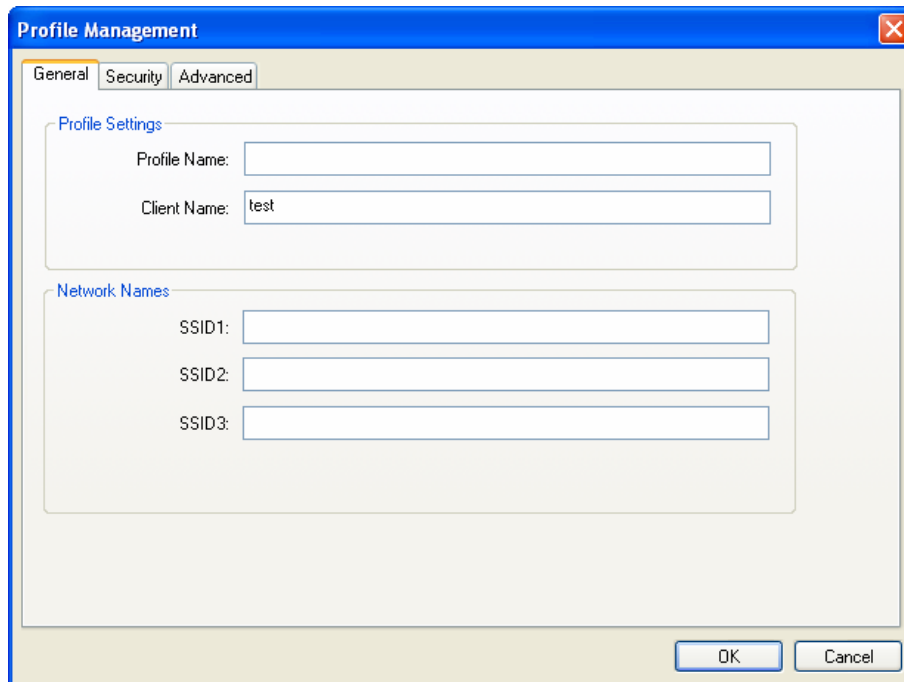 Profile Management
General Security Advanced
Profile Settings
Profile Name:
Client Name: test
Network Names
SSID1:
SSID2:
SSID3:
OK Cancel